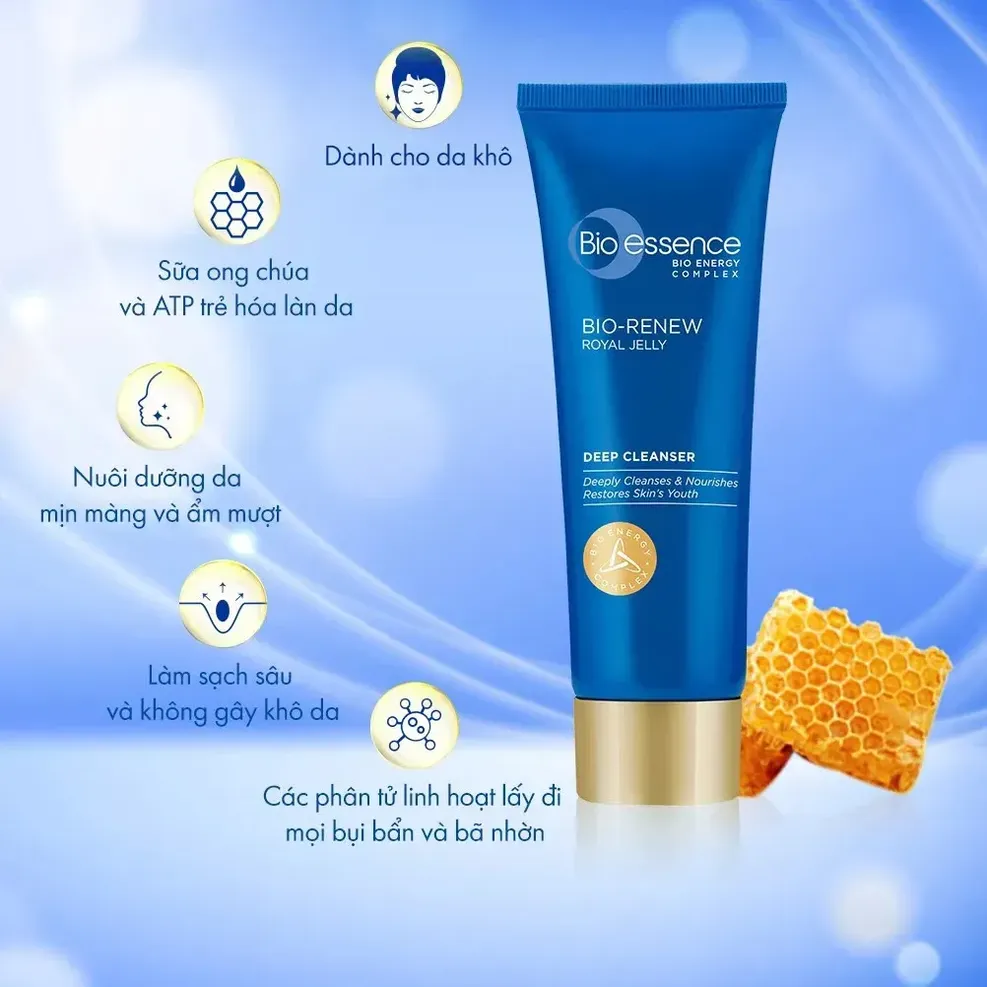 Dành cho da khô
Sữa ong chúa
và ATP trẻ hóa làn da
Nuôi dưỡng da
mịn màng và ẩm mượt
Làm sạch sâu
và không gây khô da
Các phân tử linh hoạt lấy đi
mọi bụi bẩn và bã nhờn
Bio essence
BIO ENERGY
COMPLEX
BIO-RENEW
ROYAL JELLY
DEEP CLEANSER
Deeply Cleanses & Nourishes
Restores Skin's Youth
BIO ENERGY
COMPLEX